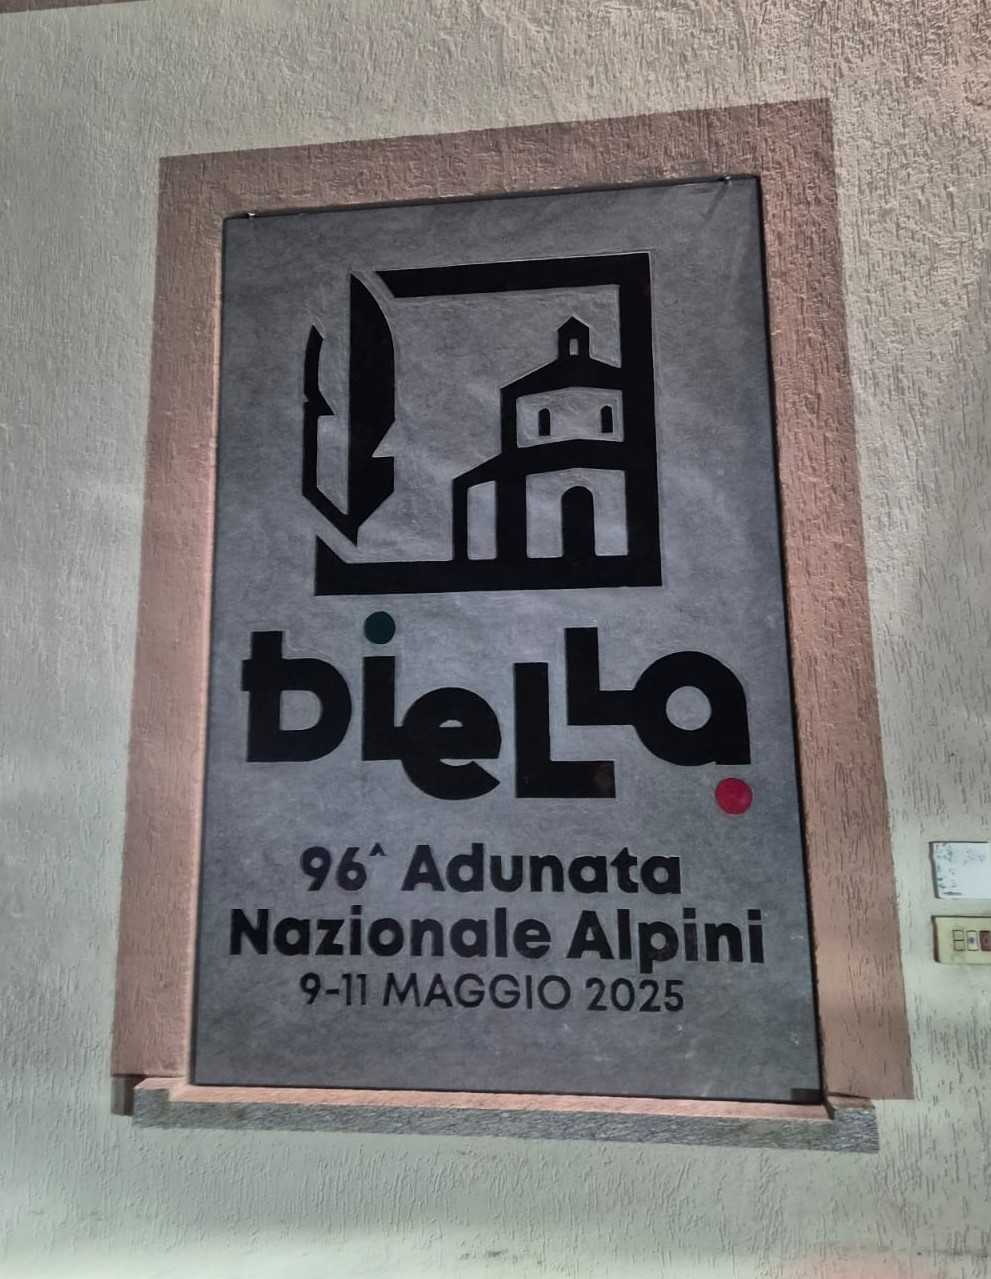 bieLLa
96^ Adunata
Nazionale Alpini
9-11 MAGGIO 2025